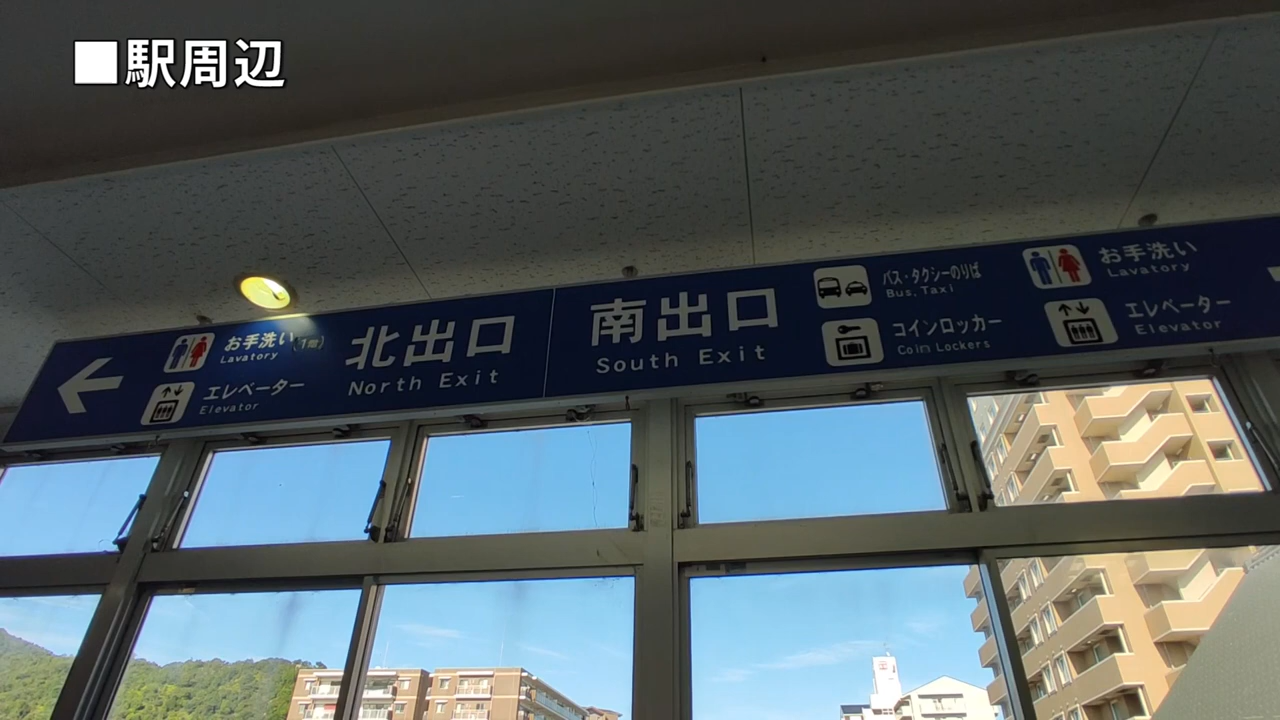 ■駅周辺
お手洗い(1階)
Lavatory
エレベーター
Elevator
北出口
North Exit
南出口
South Exit
バス・タクシーのりば
Bus, Taxi
コインロッカー
Coin Lockers
お手洗い
Lavatory
エレベーター
Elevator